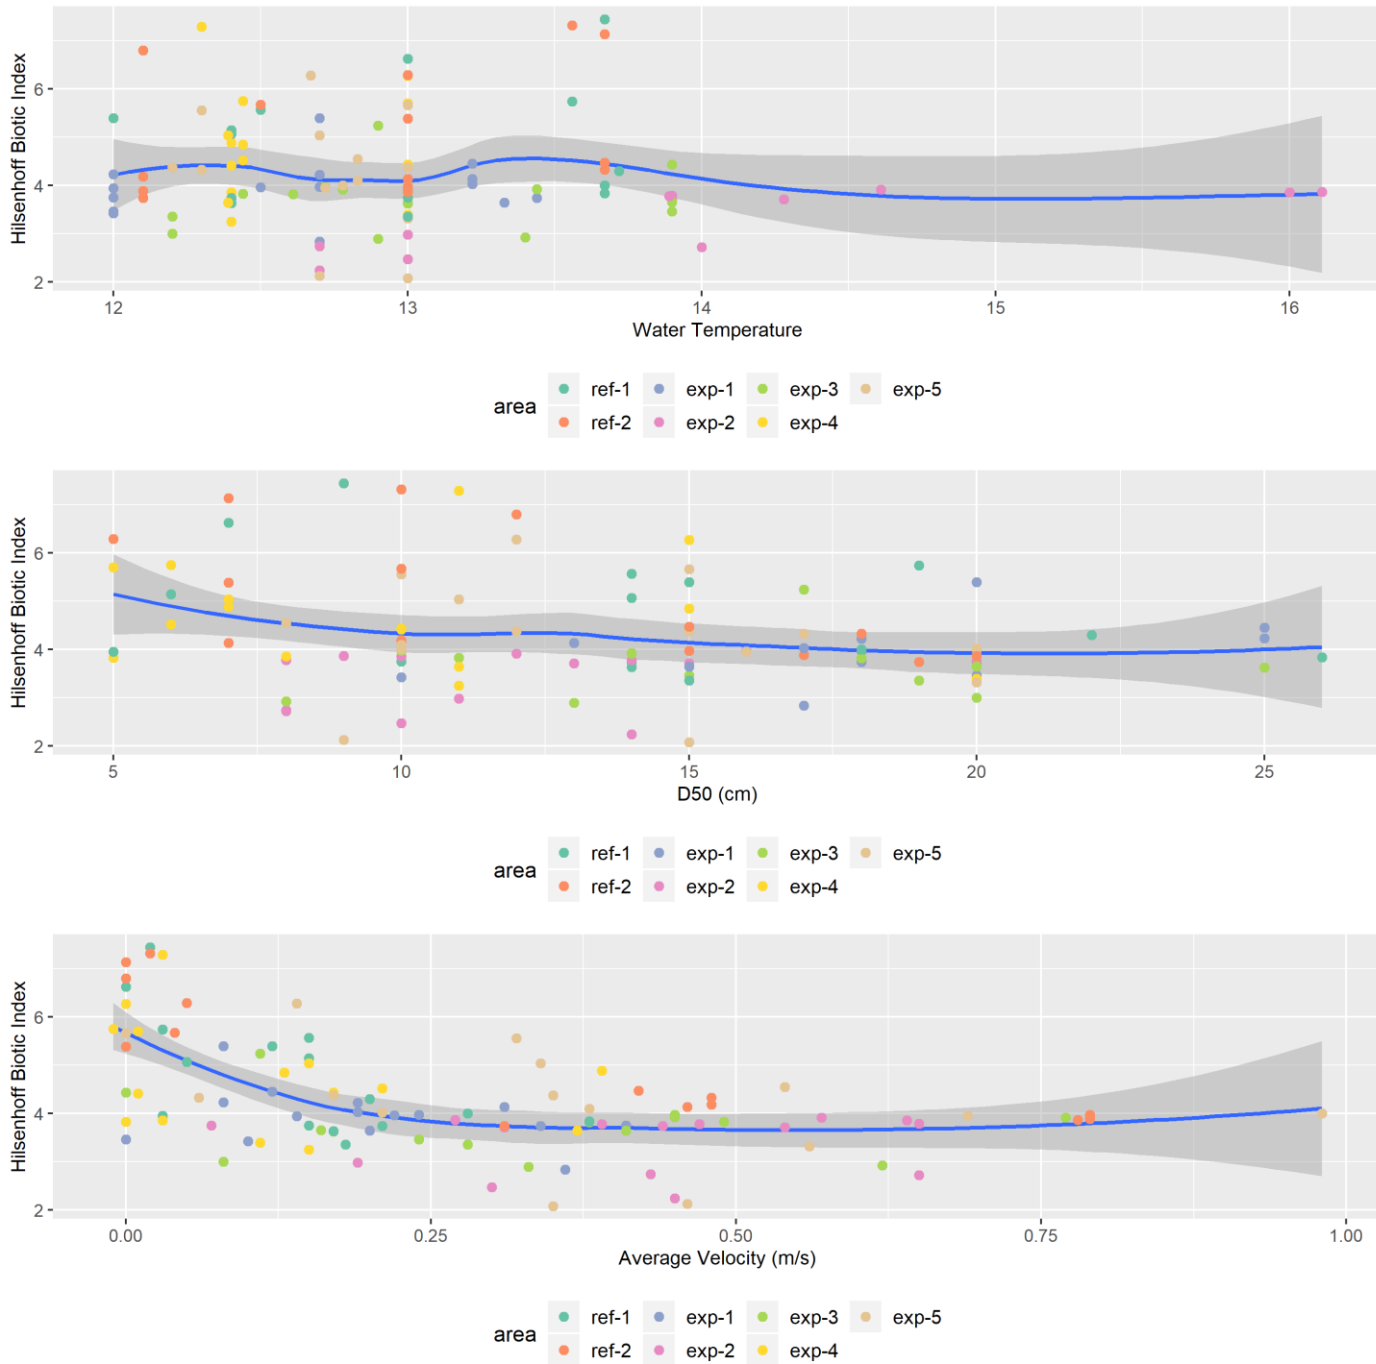 Hilsenhoff Biotic Index
6
4
2
12 13 14 15 16
Water Temperature
area ref-1 exp-1 exp-3 exp-5
ref-2 exp-2 exp-4
Hilsenhoff Biotic Index
6
4
2
5 10 15 20 25
D50 (cm)
area ref-1 exp-1 exp-3 exp-5
ref-2 exp-2 exp-4
Hilsenhoff Biotic Index
6
4
2
0.00 0.25 0.50 0.75 1.00
Average Velocity (m/s)
area ref-1 exp-1 exp-3 exp-5
ref-2 exp-2 exp-4